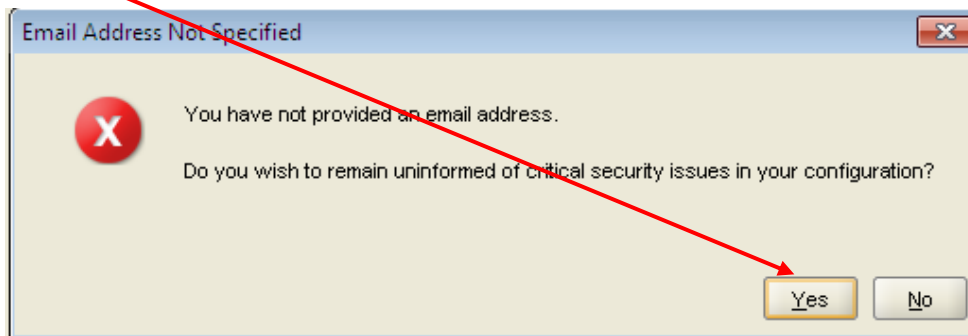 Email Address Not Specified
You have not provided an email address.
Do you wish to remain uninformed of critical security issues in your configuration?
Yes No